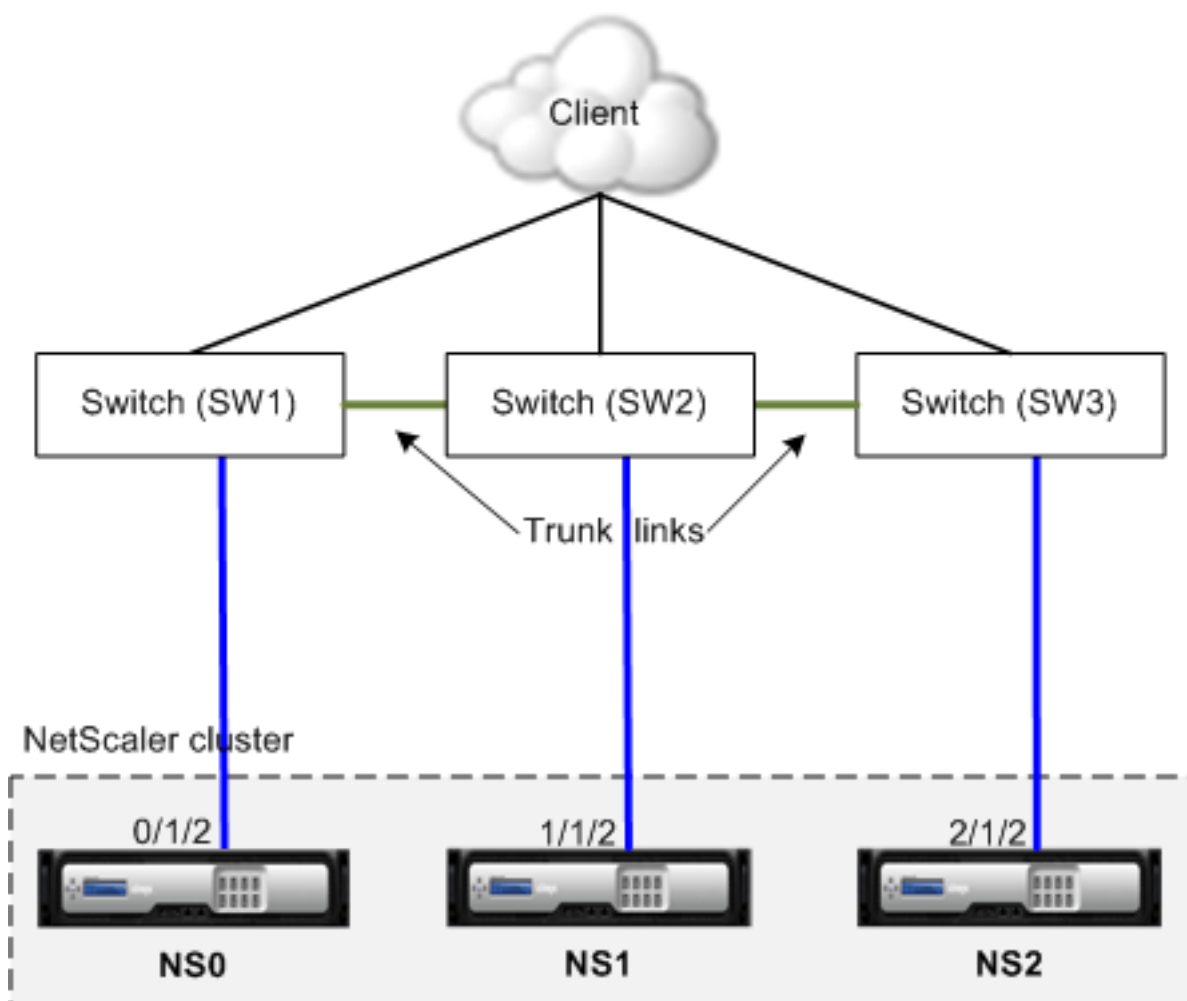 Client
Switch (SW1)
Switch (SW2)
Switch (SW3)
Trunk links
NetScaler cluster
0/1/2
1/1/2
2/1/2
NS0
NS1
NS2